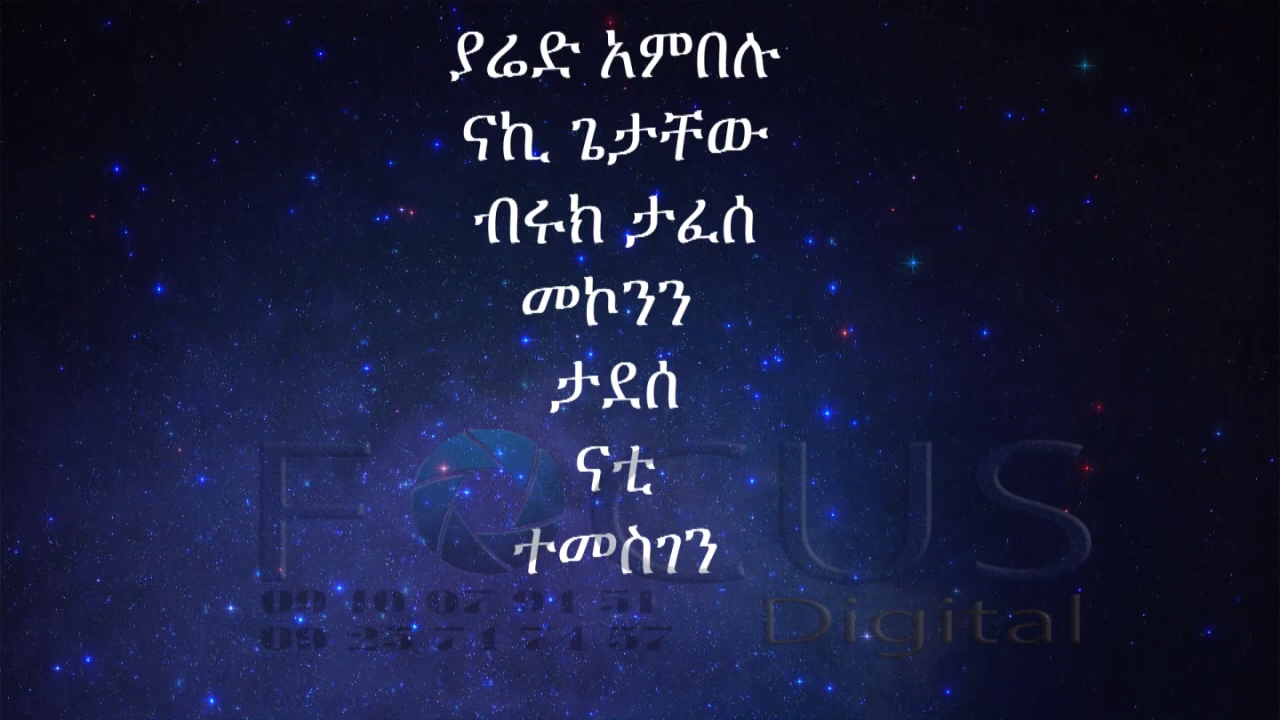 ያሬድ አምበሉ
ናኪ ጌታቸው
ብሩክ ታፈሰ
መኮንን
ታደሰ
ናቲ
ተመስገን
FOCUS
Digital